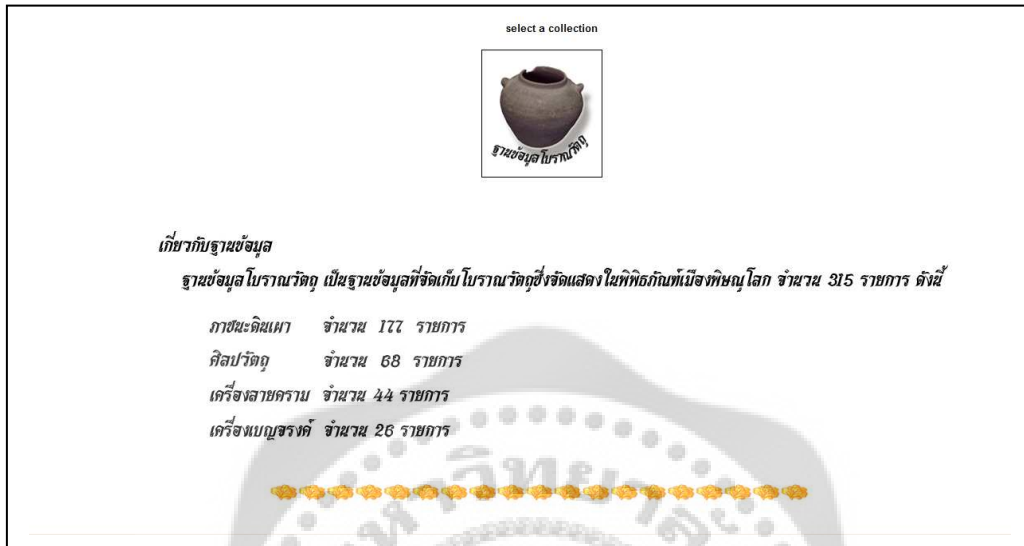 select a collection
ฐานข้อมูลโบราณวัตถุ
เกี่ยวกับฐานข้อมูล
ฐานข้อมูลโบราณวัตถุ เป็นฐานข้อมูลที่จัดเก็บโบราณวัตถุซึ่งจัดแสดงในพิพิธภัณฑ์เมืองพิษณุโลก จำนวน 315 รายการ ดังนี้
ภาชนะดินเผา จำนวน 177 รายการ
ศิลปวัตถุ จำนวน 68 รายการ
เครื่องลายคราม จำนวน 44 รายการ
เครื่องเบญจรงค์ จำนวน 26 รายการ